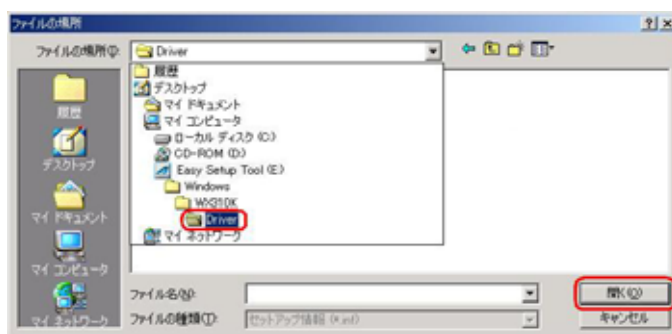 ファイルの場所
ファイルの場所(I):
Driver
履歴
デスクトップ
マイ ドキュメント
マイ コンピュータ
ローカル ディスク (C:)
CD-ROM (D:)
Easy Setup Tool (E:)
Windows
WX310K
Driver
マイ ネットワーク
履歴
デスクトップ
マイ ドキュメント
マイ コンピュータ
マイ ネットワーク
ファイル名(N):
開く(O)
ファイルの種類(T):
セットアップ情報 (*.inf)
キャンセル